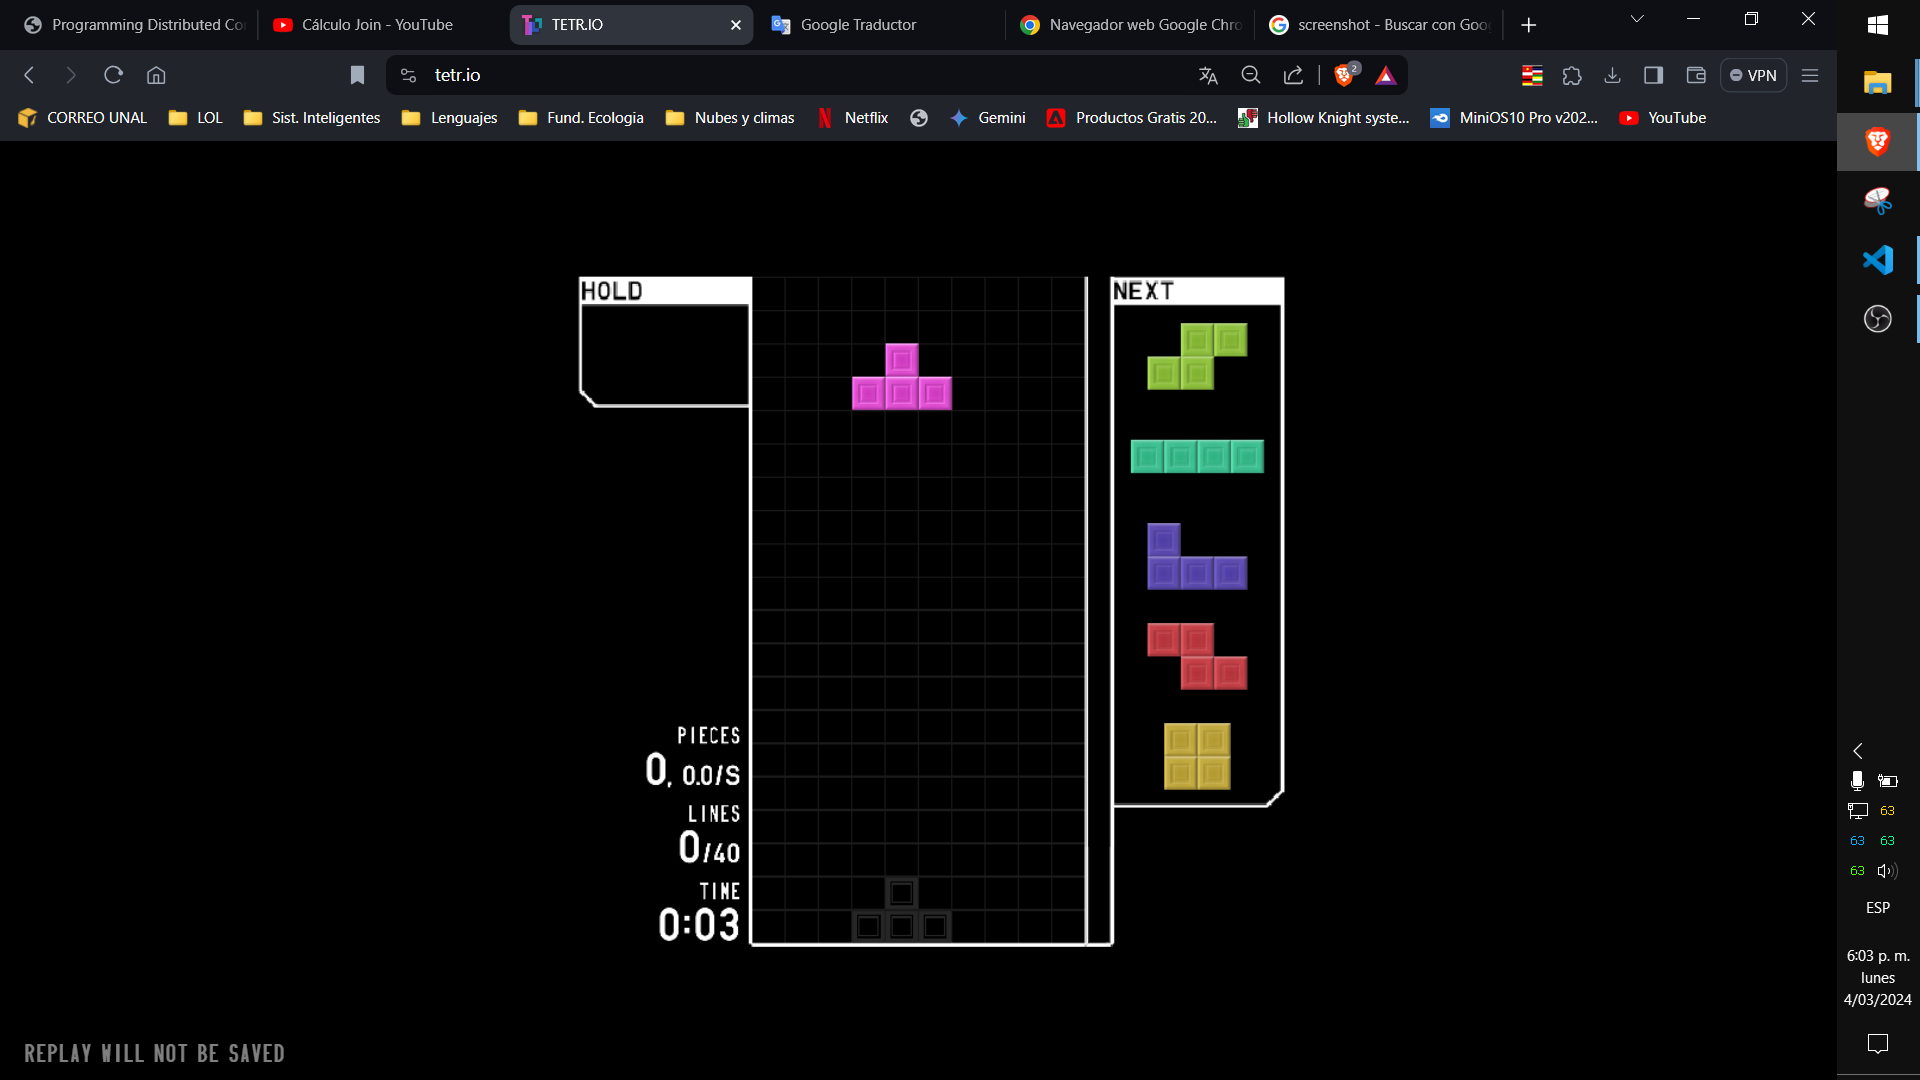 Programming Distributed Co
Cálculo Join - YouTube
TETR.IO
Google Traductor
Navegador web Google Chro
screenshot - Buscar con Goo
tetr.io
2
VPN
CORREO UNAL
LOL
Sist. Inteligentes
Lenguajes
Fund. Ecologia
Nubes y climas
Netflix
Gemini
Productos Gratis 20...
Hollow Knight syste...
MiniOS10 Pro v202...
YouTube
HOLD
NEXT
PIECES
0, 0.0/S
LINES
0/40
TIME
0:03
REPLAY WILL NOT BE SAVED
63
63
63
63
ESP
6:03 p. m.
lunes
4/03/2024